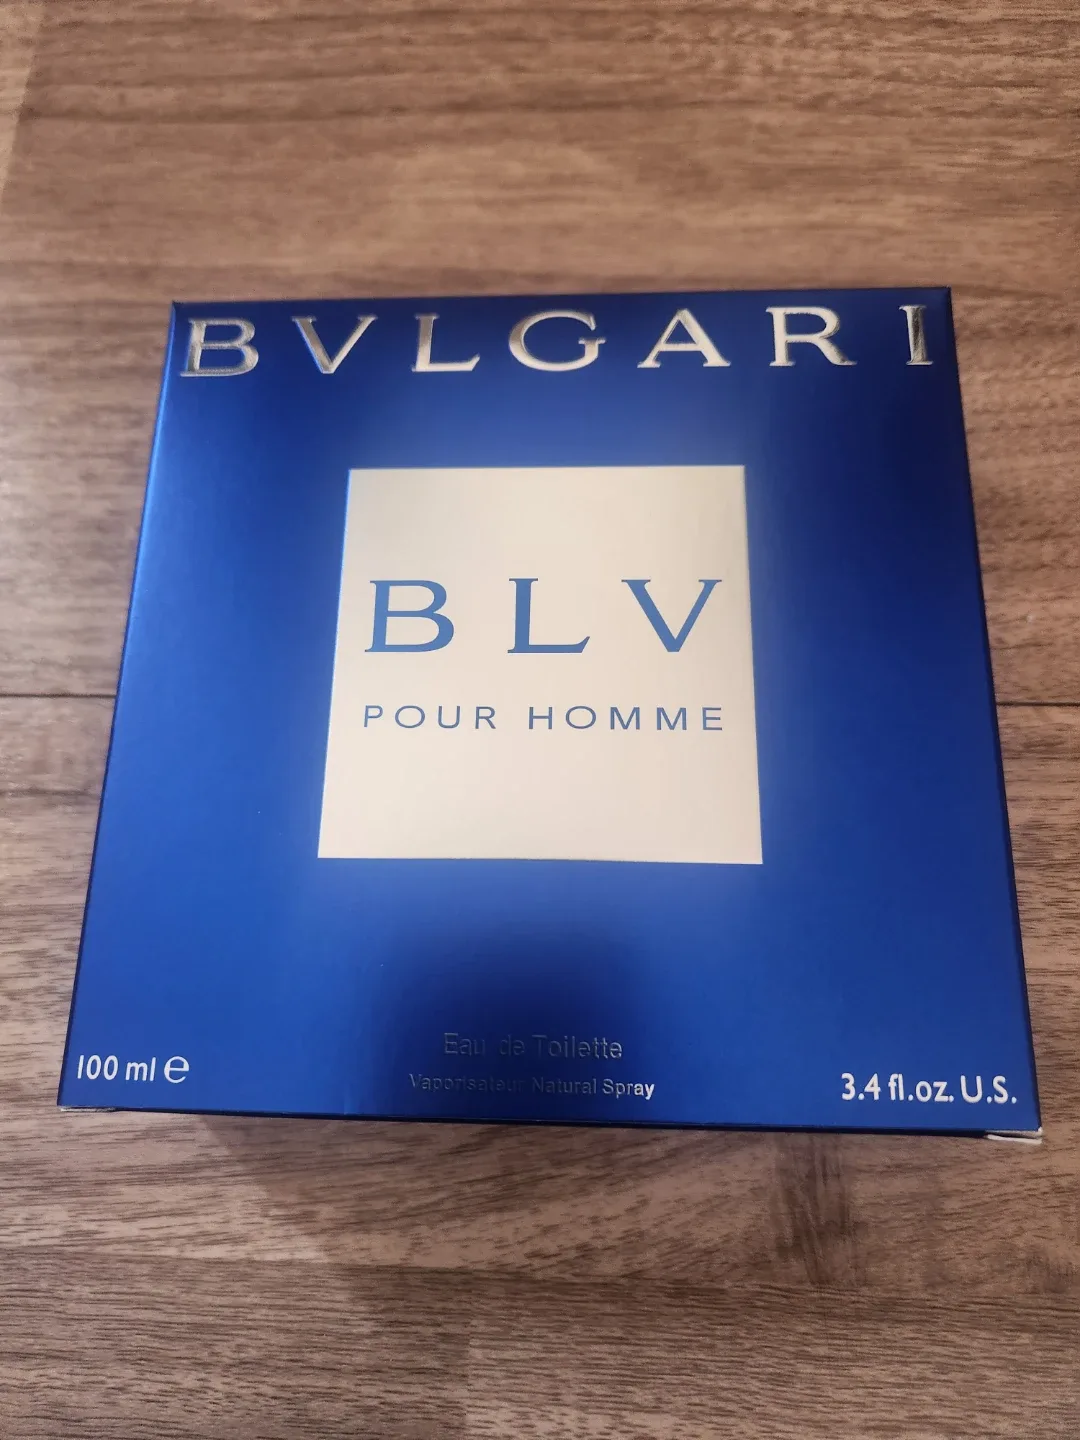 BVLGARI
BLV
POUR HOMME
Eau de Toilette
Vaporisateur Natural Spray
100 ml e
3.4 fl.oz. U.S.